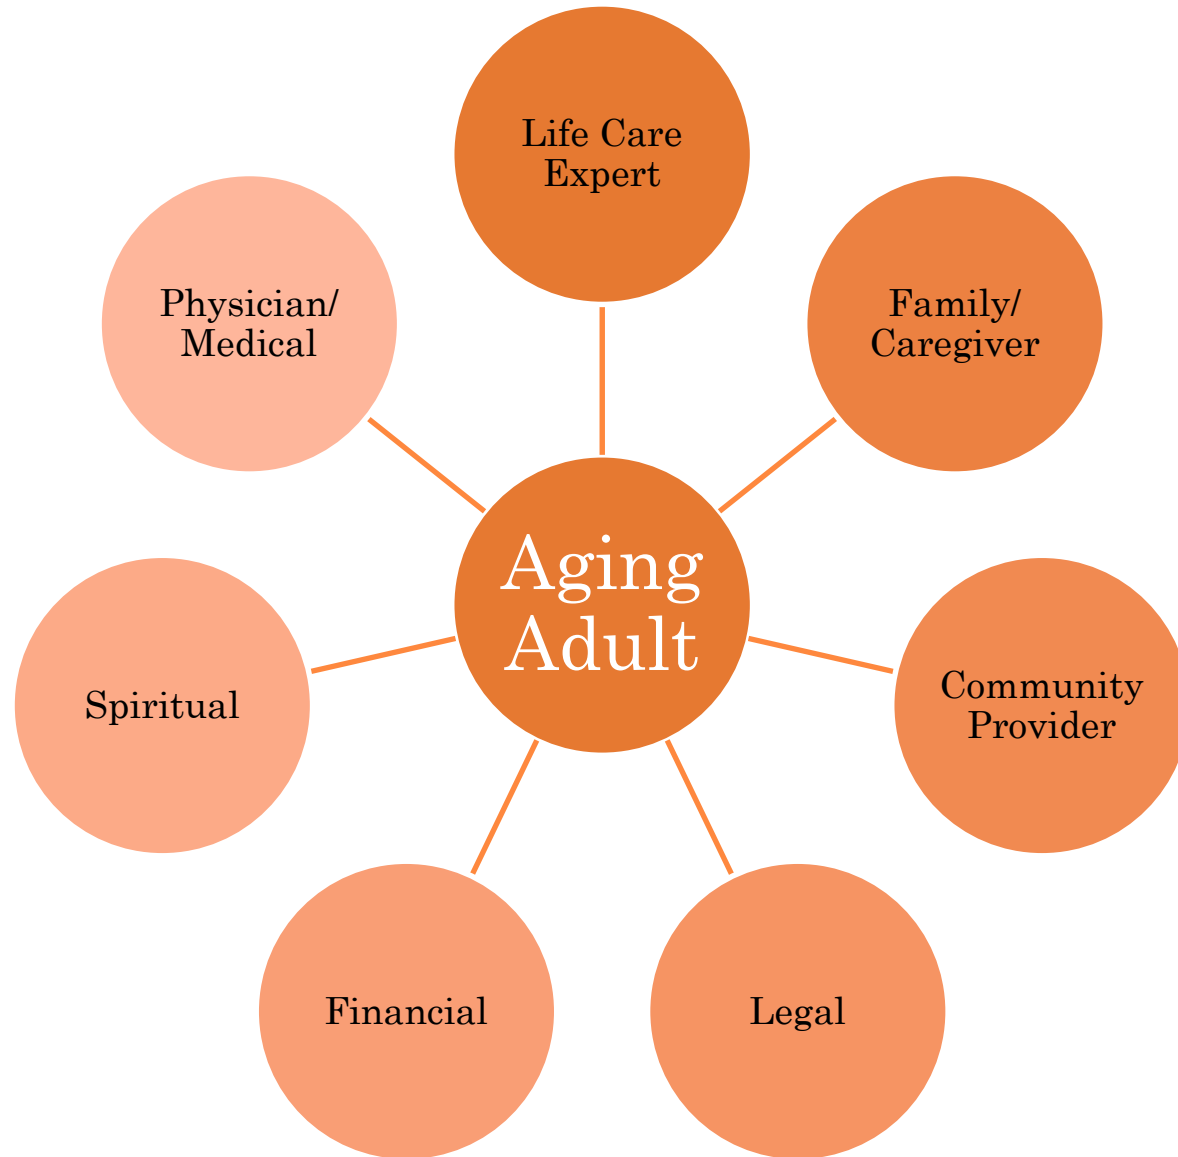 Life Care
Expert
Family/
Caregiver
Community
Provider
Legal
Financial
Spiritual
Physician/
Medical
Aging
Adult